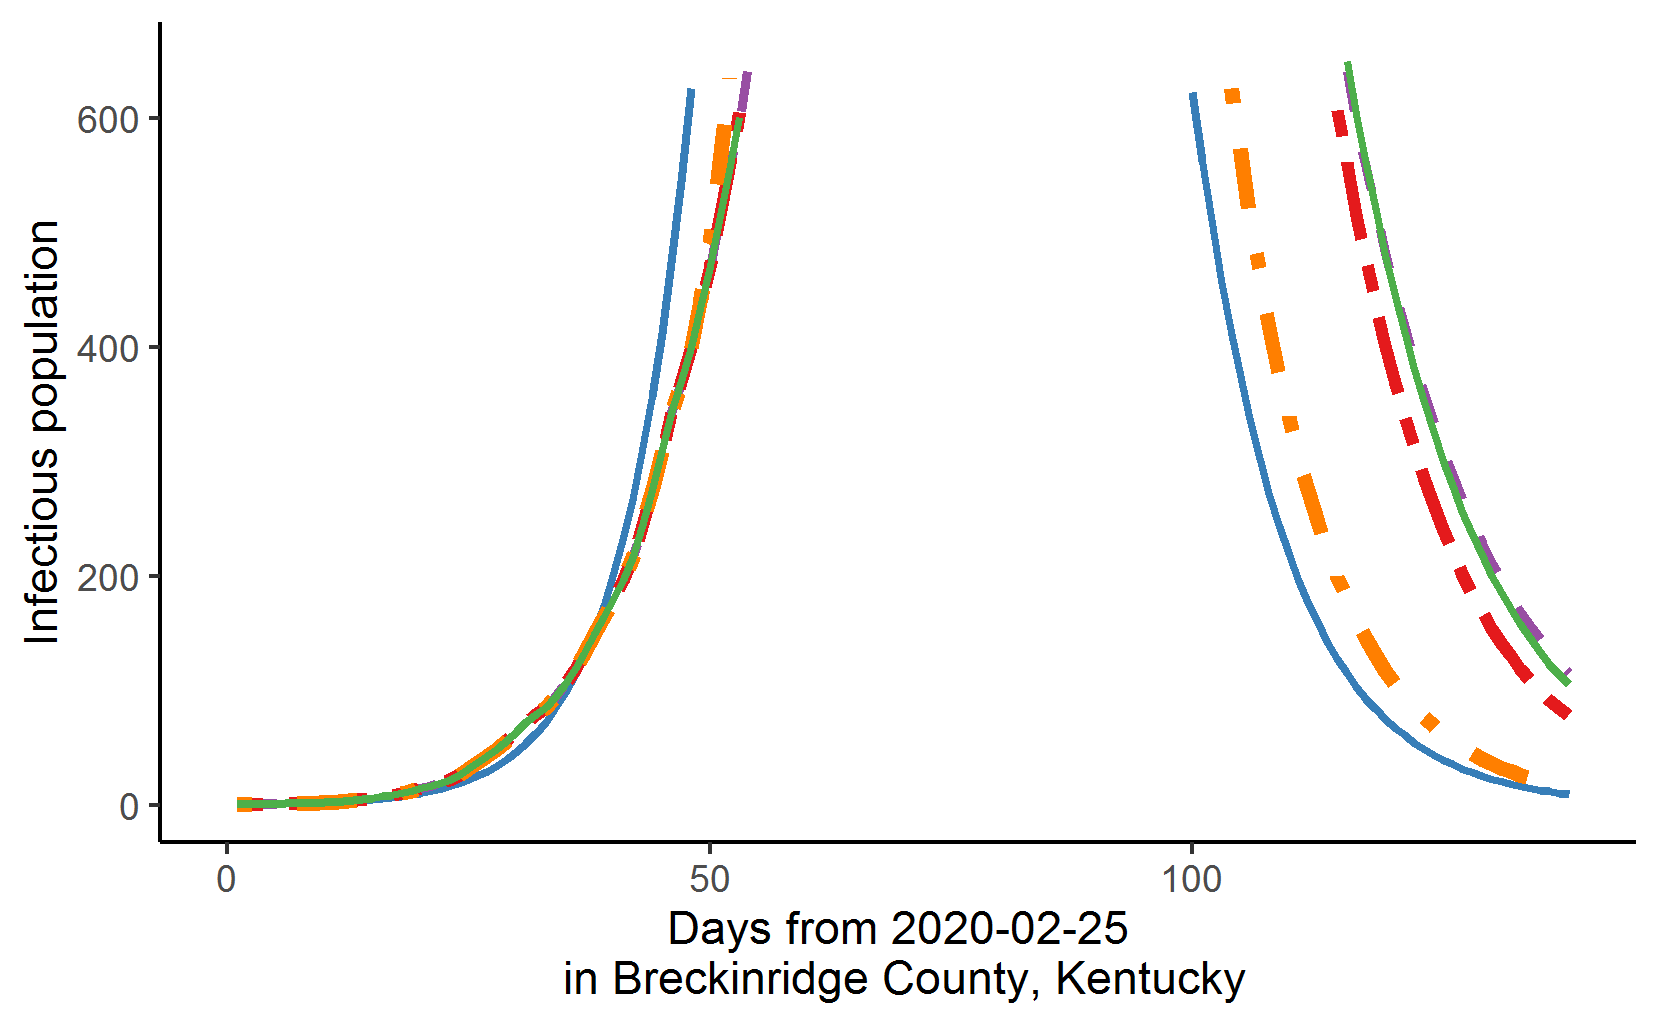 Infectious population
600
400
200
0
0 50 100
Days from 2020-02-25
in Breckinridge County, Kentucky